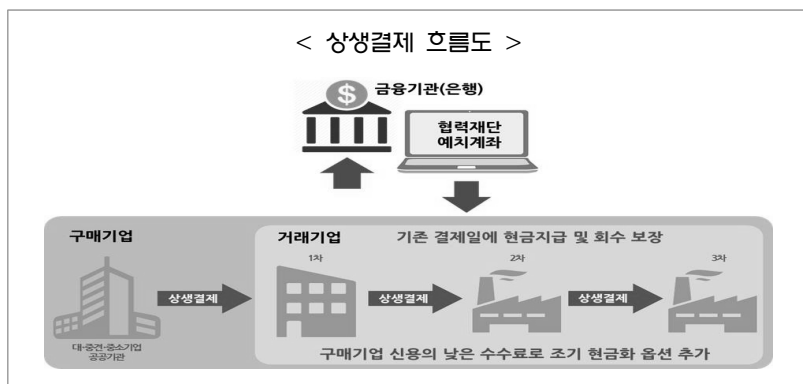 < 상생결제 흐름도 >
$
금융기관(은행)
협력재단
예치계좌
구매기업
거래기업
기존 결제일에 현금지급 및 회수 보장
1차
2차
3차
상생결제
상생결제
상생결제
대·중견·중소기업
공공기관
구매기업 신용의 낮은 수수료로 조기 현금화 옵션 추가